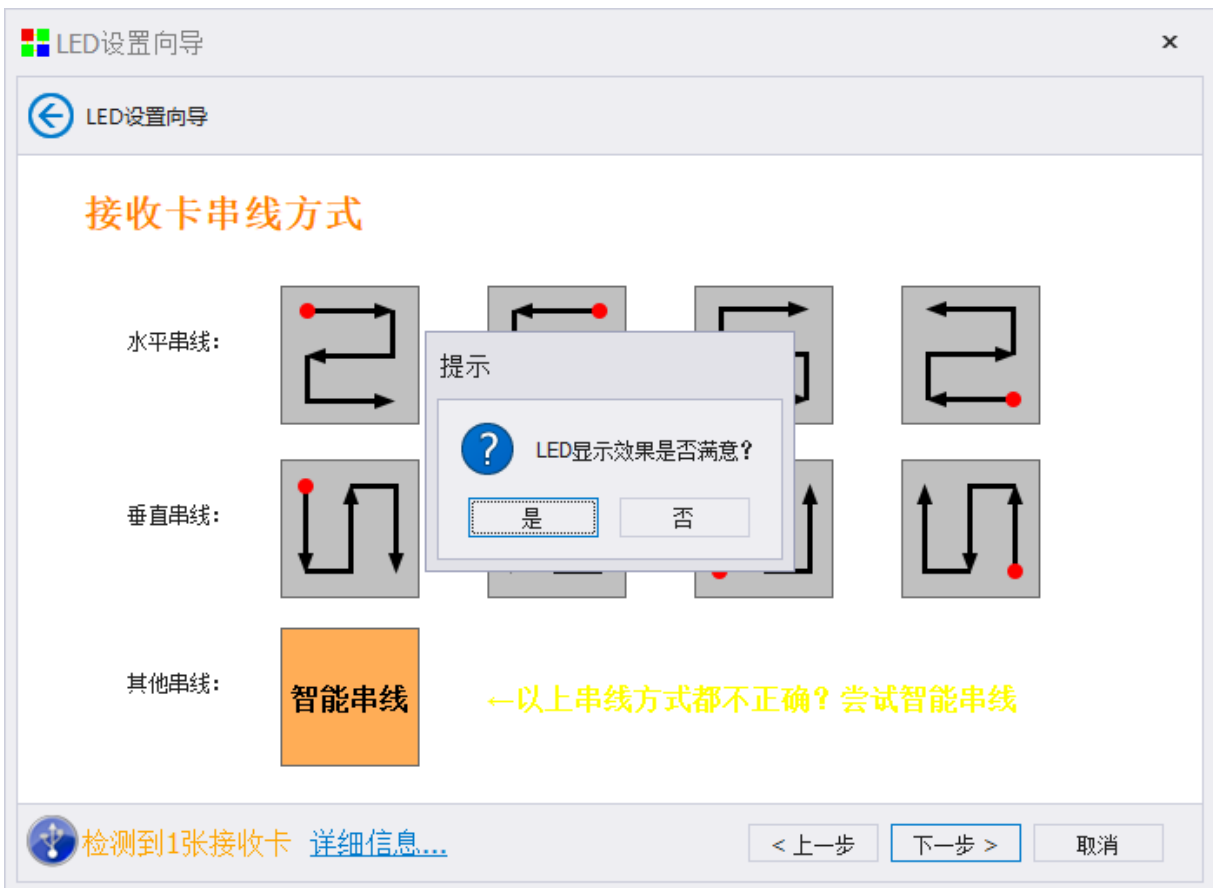 LED设置向导
LED设置向导
接收卡串线方式
水平串线:
提示
LED显示效果是否满意?
是
否
垂直串线:
其他串线:
智能串线
←以上串线方式都不正确?尝试智能串线
检测到1张接收卡 详细信息...
<上一步
下一步>
取消